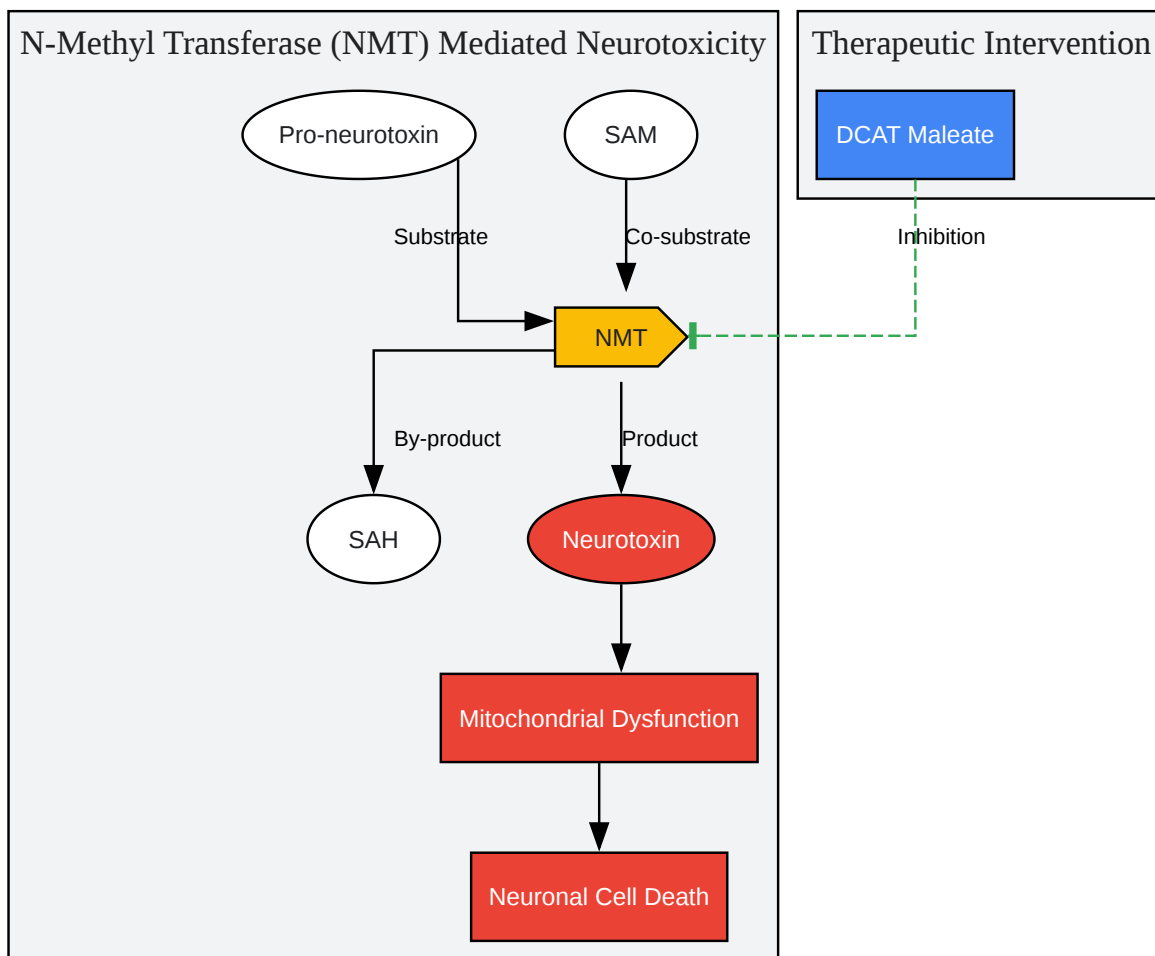 N-Methyl Transferase (NMT) Mediated Neurotoxicity
Therapeutic Intervention
Pro-neurotoxin
SAM
DCAT Maleate
Substrate
Co-substrate
Inhibition
NMT
By-product
Product
SAH
Neurotoxin
Mitochondrial Dysfunction
Neuronal Cell Death